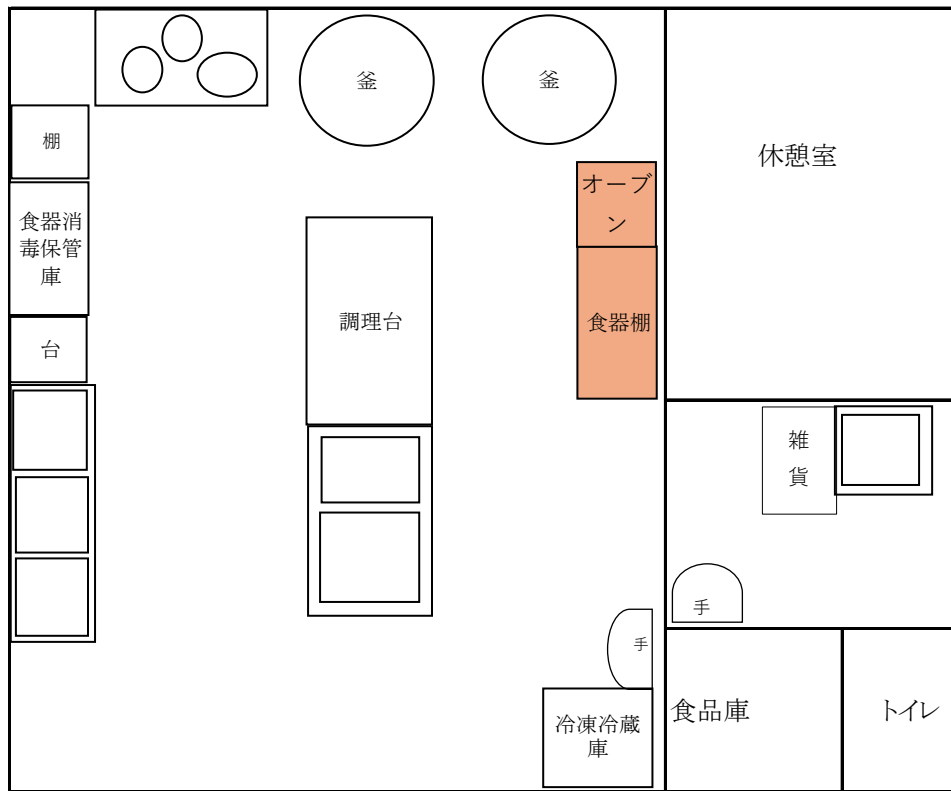 釜
釜
棚
休憩室
オーブ
ン
食器消
毒保管
庫
調理台
食器棚
台
雑
貨
手
手
食品庫
トイレ
冷凍冷蔵
庫